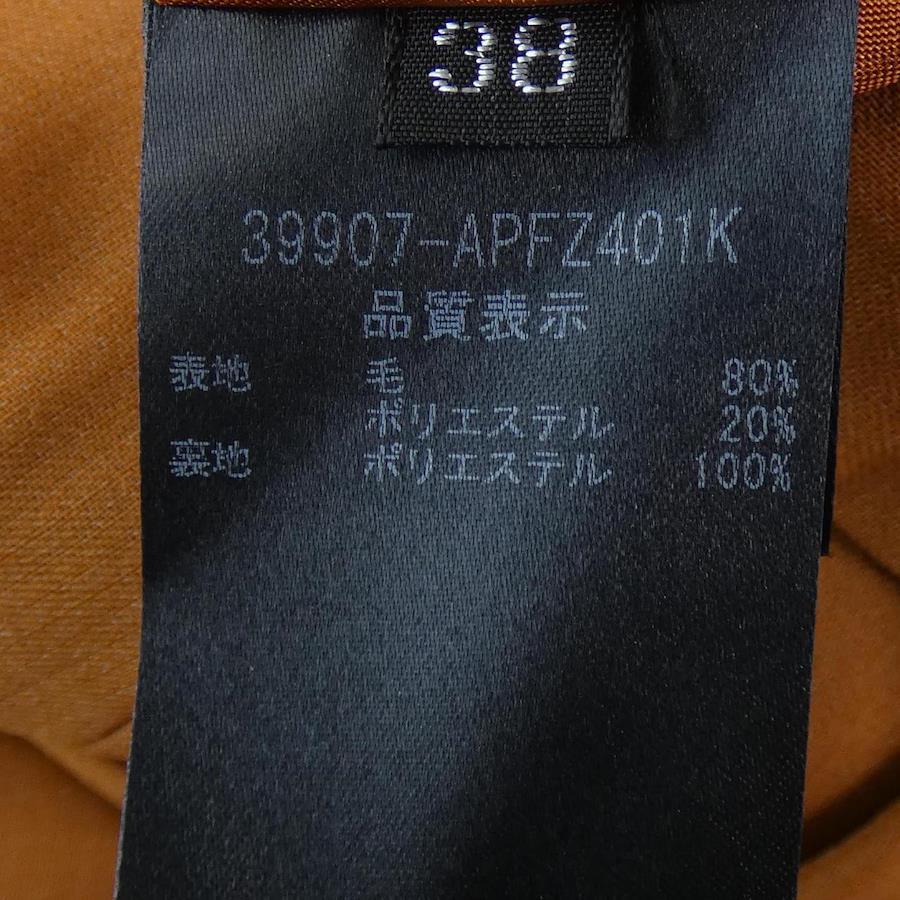 38
39907-APFZ401K
品質表示
表地 毛 80%
ポリエステル 20%
裏地 ポリエステル 100%